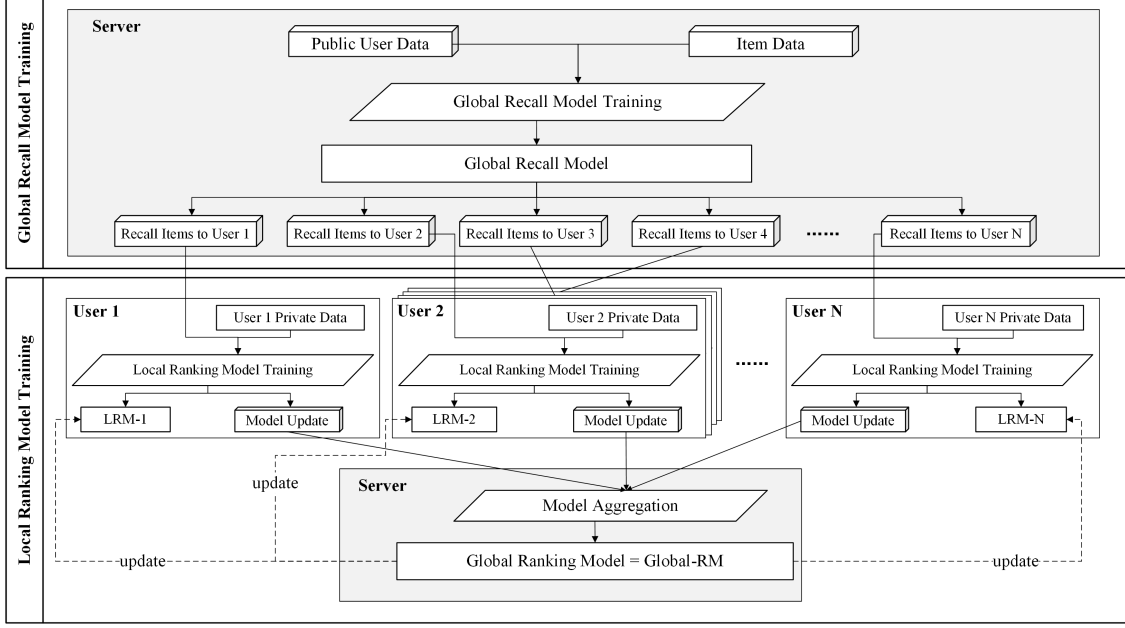 Global Recall Model Training
Server
Public User Data
Item Data
Global Recall Model Training
Global Recall Model
Recall Items to User 1
Recall Items to User 2
Recall Items to User 3
Recall Items to User 4
......
Recall Items to User N
Local Ranking Model Training
User 1
User 1 Private Data
Local Ranking Model Training
LRM-1
Model Update
User 2
User 2 Private Data
Local Ranking Model Training
LRM-2
Model Update
......
User N
User N Private Data
Local Ranking Model Training
Model Update
LRM-N
update
Server
Model Aggregation
Global Ranking Model = Global-RM
update
update